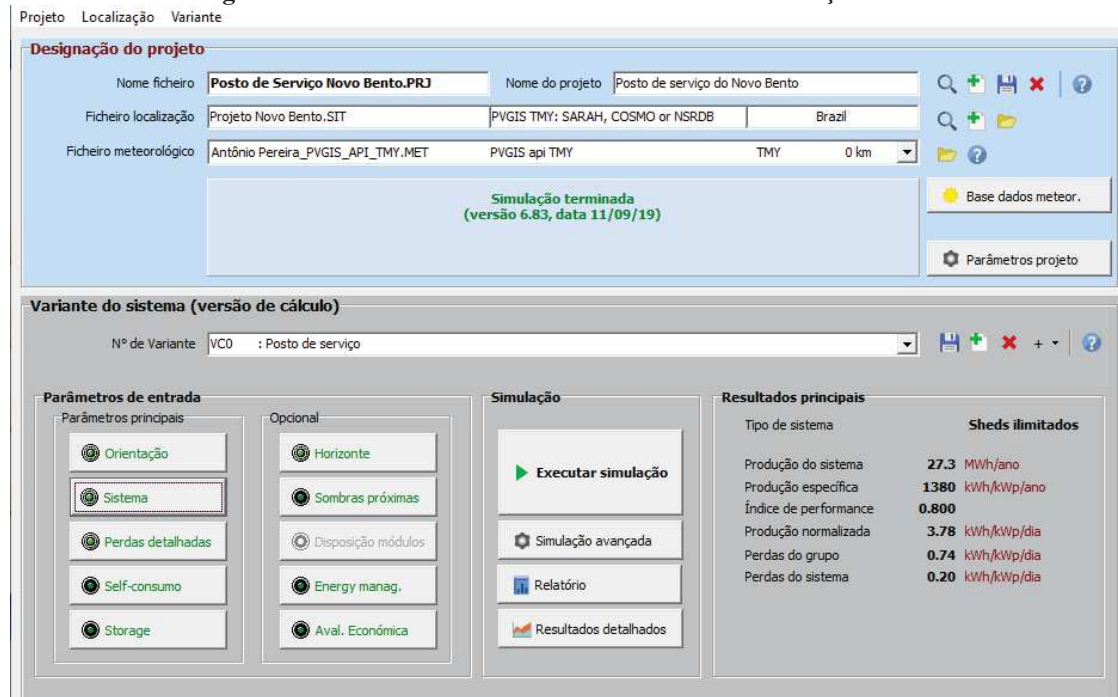 Projeto Localização Variante
Designação do projeto
Nome ficheiro Posto de Serviço Novo Bento.PRJ Nome do projeto Posto de serviço do Novo Bento
Ficheiro localização Projeto Novo Bento.SIT PVGIS TMY: SARAH, COSMO or NSRDB Brazil
Ficheiro meteorológico Antônio Pereira_PVGIS_API_TMY.MET PVGIS api TMY TMY 0 km
Simulação terminada
(versão 6.83, data 11/09/19)
Base dados meteor.
Parâmetros projeto
Variante do sistema (versão de cálculo)
Nº de Variante VC0 : Posto de serviço
Parâmetros de entrada
Parâmetros principais
Orientação
Sistema
Perdas detalhadas
Self-consumo
Storage
Opcional
Horizonte
Sombras próximas
Disposição módulos
Energy manag.
Aval. Económica
Simulação
Executar simulação
Simulação avançada
Relatório
Resultados detalhados
Resultados principais
Tipo de sistema Sheds ilimitados
Produção do sistema 27.3 MWh/ano
Produção específica 1380 kWh/kWp/ano
Índice de performance 0.800
Produção normalizada 3.78 kWh/kWp/dia
Perdas do grupo 0.74 kWh/kWp/dia
Perdas do sistema 0.20 kWh/kWp/dia